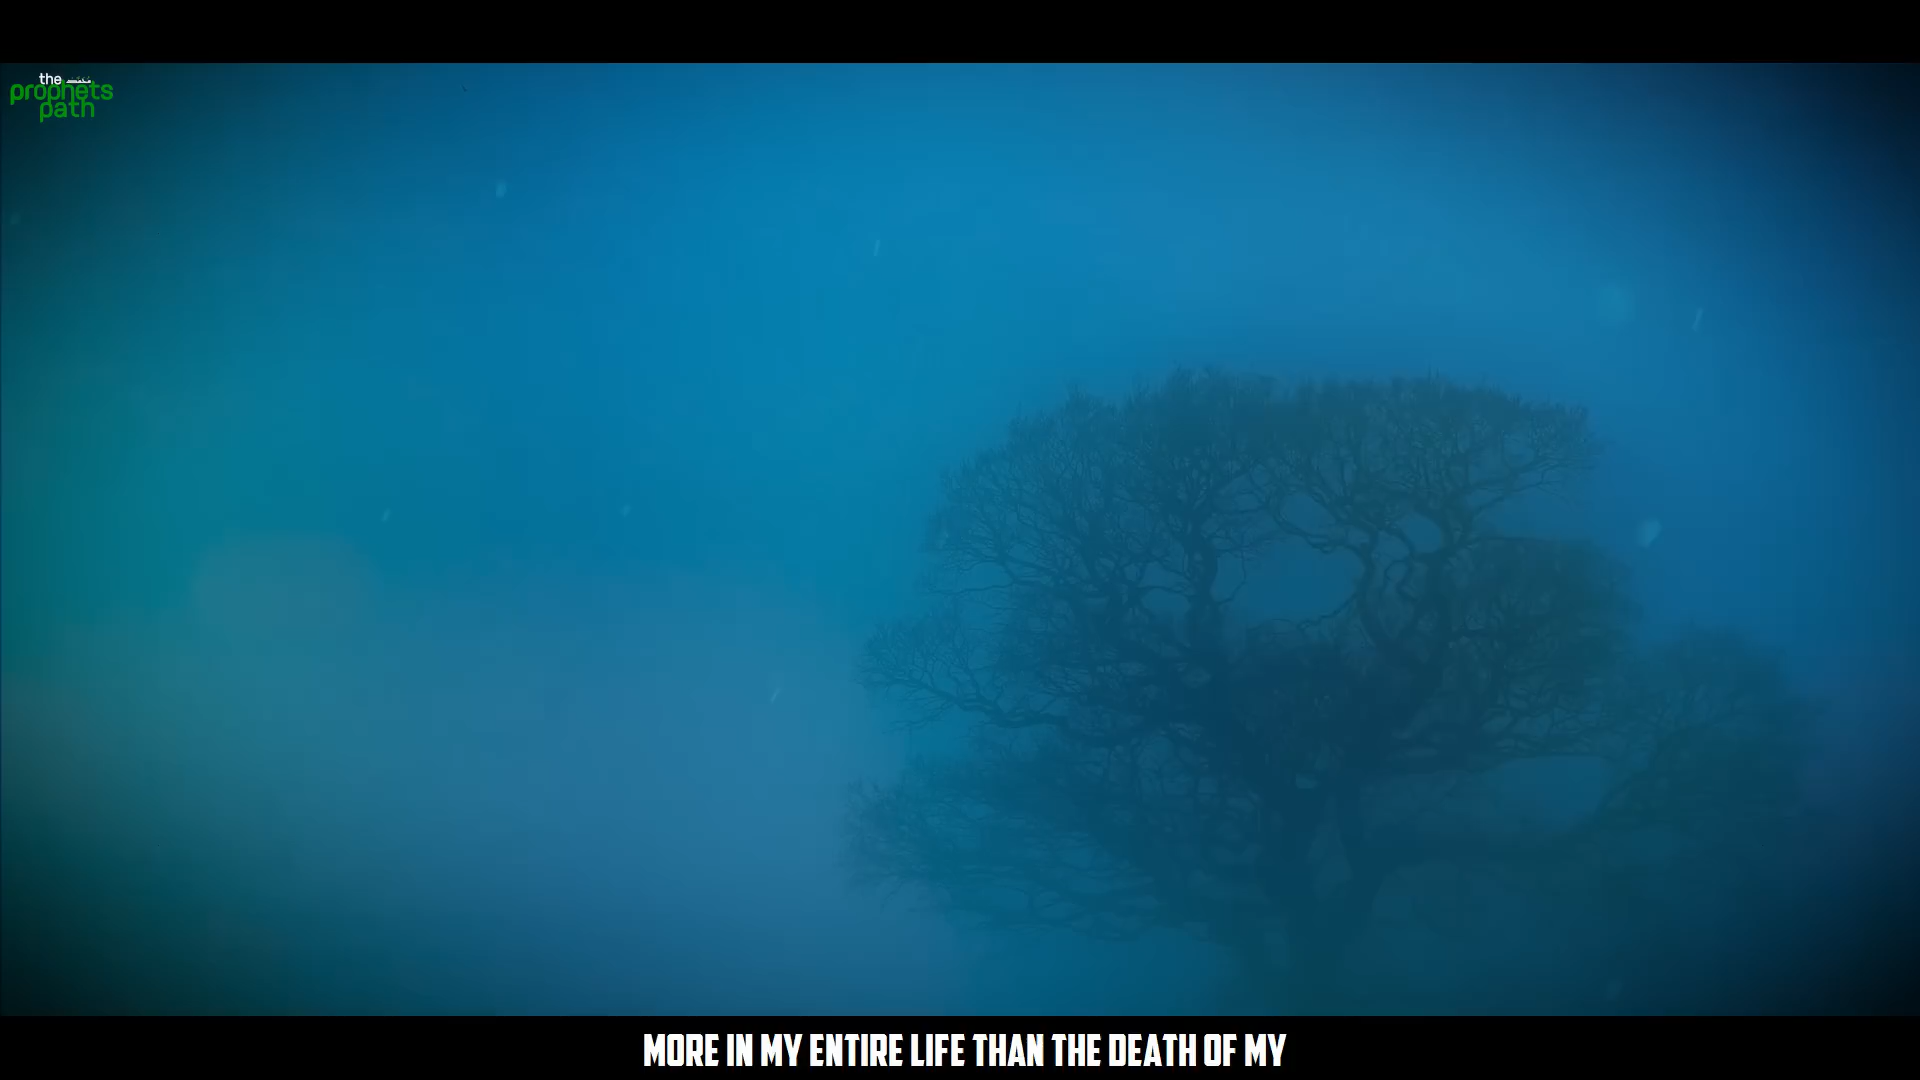 the
prophets
path
MORE IN MY ENTIRE LIFE THAN THE DEATH OF MY